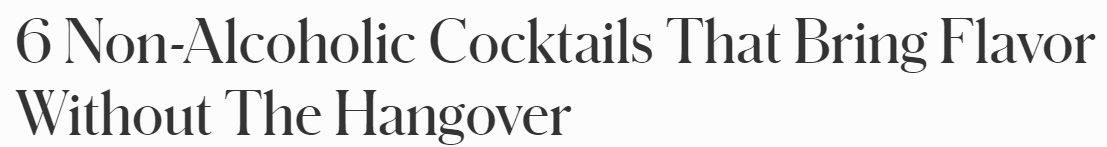 6 Non-Alcoholic Cocktails That Bring Flavor
Without The Hangover